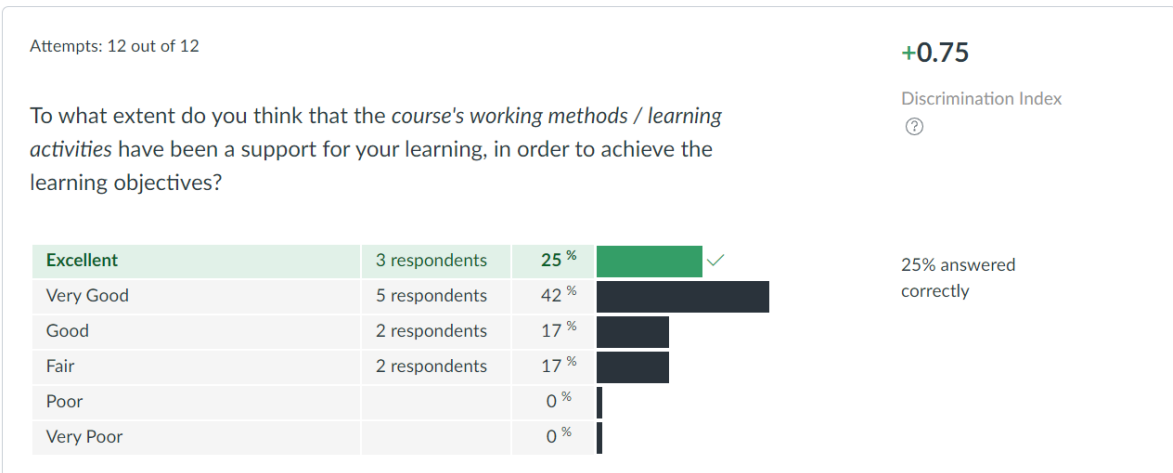 Attempts: 12 out of 12
+0.75
Discrimination Index
?
To what extent do you think that the course's working methods / learning
activities have been a support for your learning, in order to achieve the
learning objectives?
Excellent 3 respondents 25 %
Very Good 5 respondents 42 %
Good 2 respondents 17 %
Fair 2 respondents 17 %
Poor 0 %
Very Poor 0 %
25% answered
correctly